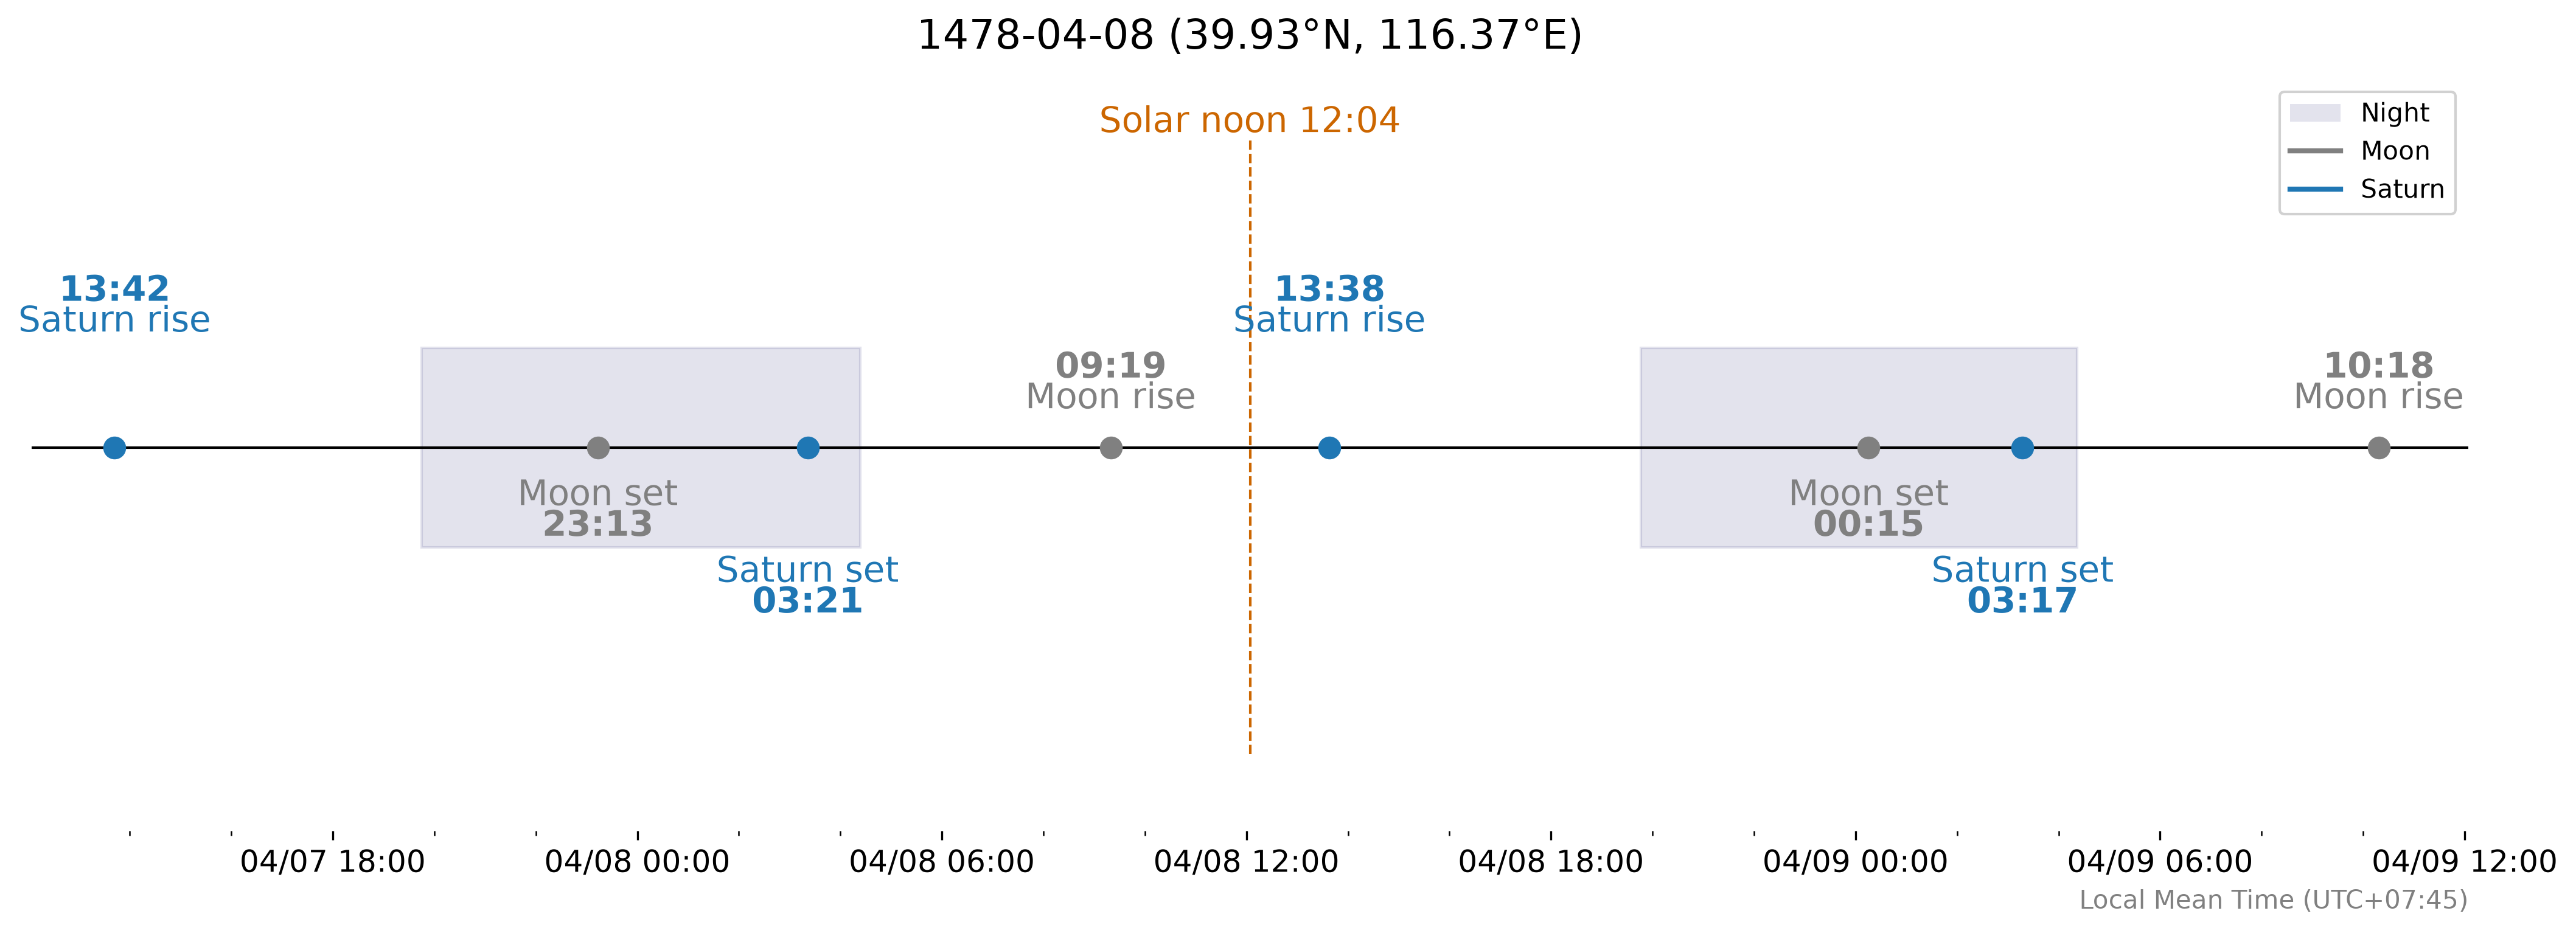 1478-04-08 (39.93°N, 116.37°E)
Solar noon 12:04
Night
Moon
Saturn
13:42
Saturn rise
13:38
Saturn rise
09:19
Moon rise
10:18
Moon rise
Moon set
23:13
Moon set
00:15
Saturn set
03:21
Saturn set
03:17
04/07 18:00
04/08 00:00
04/08 06:00
04/08 12:00
04/08 18:00
04/09 00:00
04/09 06:00
04/09 12:00
Local Mean Time (UTC+07:45)